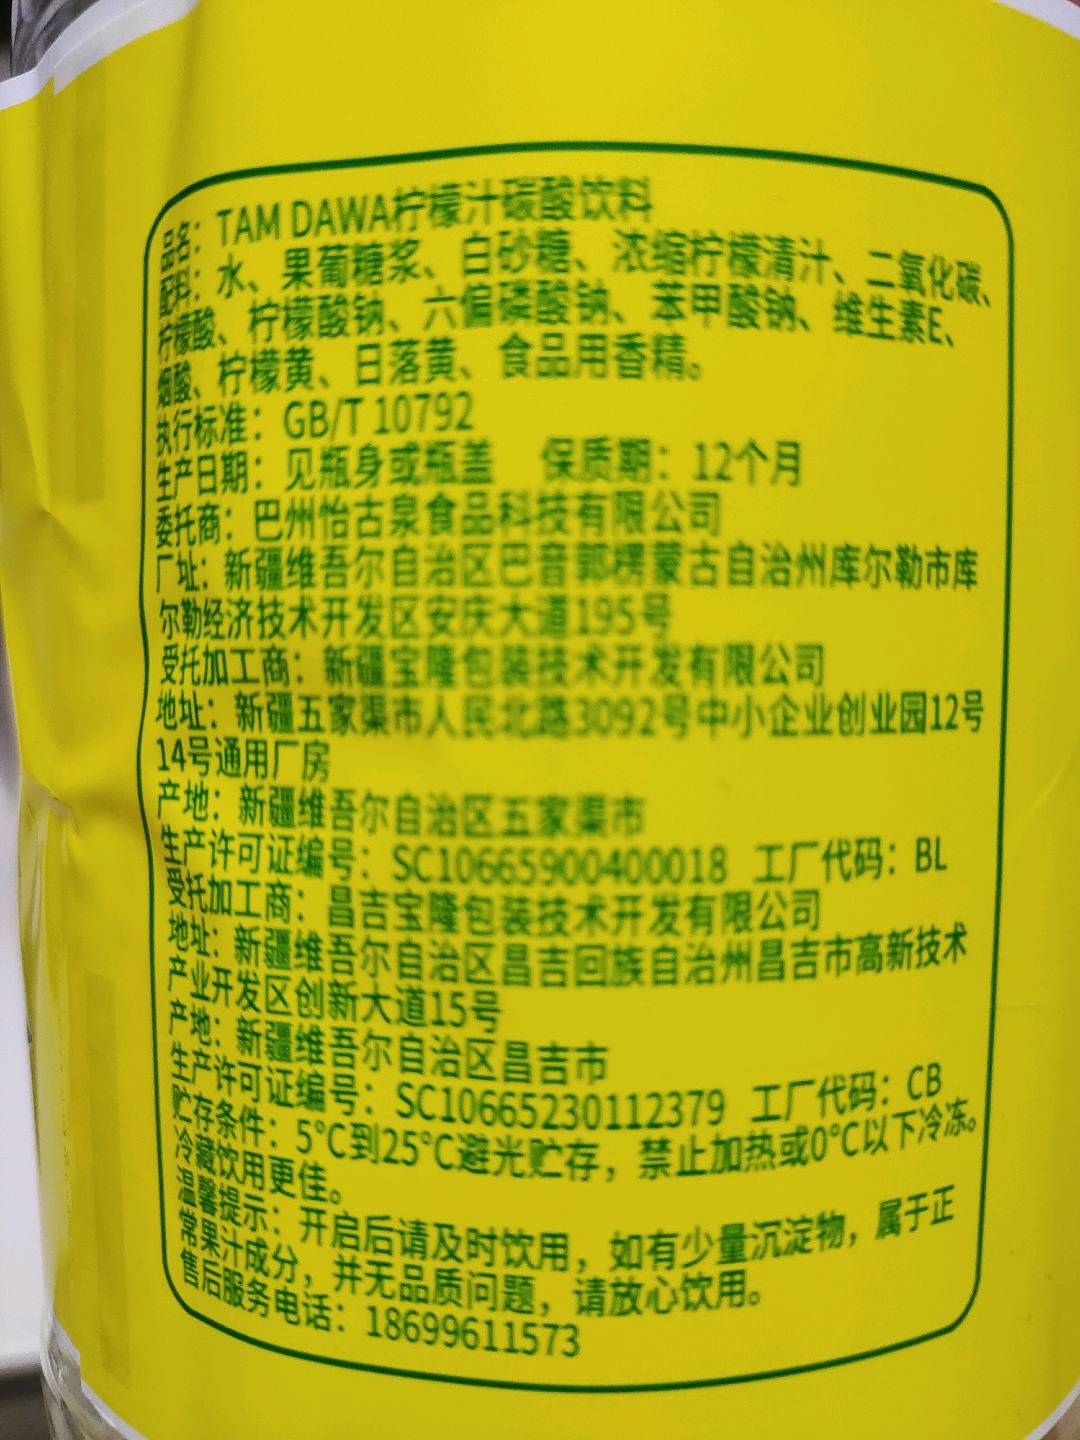 品名：TAM DAWA柠檬汁碳酸饮料
配料：水、果葡糖浆、白砂糖、浓缩柠檬清汁、二氧化碳、
柠檬酸、柠檬酸钠、六偏磷酸钠、苯甲酸钠、维生素E、
烟酸、柠檬黄、日落黄、食品用香精。
执行标准：GB/T 10792
生产日期：见瓶身或瓶盖 保质期：12个月
委托商：巴州怡古泉食品科技有限公司
厂址：新疆维吾尔自治区巴音郭楞蒙古自治州库尔勒市库
尔勒经济技术开发区安庆大道195号
受托加工商：新疆宝隆包装技术开发有限公司
地址：新疆五家渠市人民北路3092号中小企业创业园12号
14号通用厂房
产地：新疆维吾尔自治区五家渠市
生产许可证编号：SC10665900400018 工厂代码：BL
受托加工商：昌吉宝隆包装技术开发有限公司
地址：新疆维吾尔自治区昌吉回族自治州昌吉市高新技术
产业开发区创新大道15号
产地：新疆维吾尔自治区昌吉市
生产许可证编号：SC10665230112379 工厂代码：CB
贮存条件：5°C到25°C避光贮存，禁止加热或0°C以下冷冻。
冷藏饮用更佳。
温馨提示：开启后请及时饮用，如有少量沉淀物，属于正
常果汁成分，并无品质问题，请放心饮用。
售后服务电话：18699611573